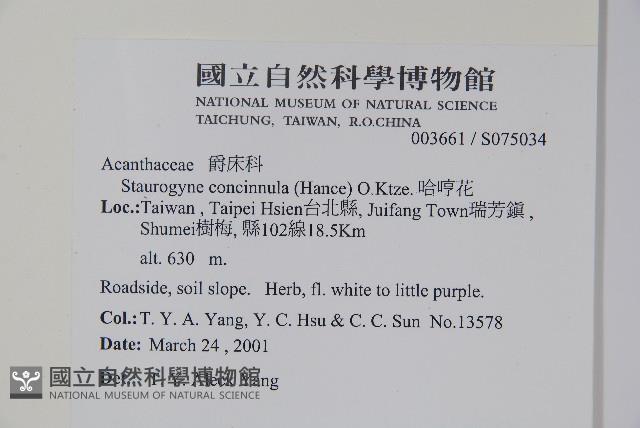 國立自然科學博物館
NATIONAL MUSEUM OF NATURAL SCIENCE
TAICHUNG, TAIWAN, R.O.CHINA
003661 / S075034
Acanthaceae 爵床科
Staurogyne concinnula (Hance) O.Ktze. 哈哼花
Loc.:Taiwan , Taipei Hsien台北縣, Juifang Town瑞芳鎮 ,
Shumei樹梅, 縣102線18.5Km
alt. 630 m.
Roadside, soil slope. Herb, fl. white to little purple.
Col.: T. Y. A. Yang, Y. C. Hsu & C. C. Sun No.13578
Date: March 24 , 2001
Yang
國立自然科學博物館
NATIONAL MUSEUM OF NATURAL SCIENCE